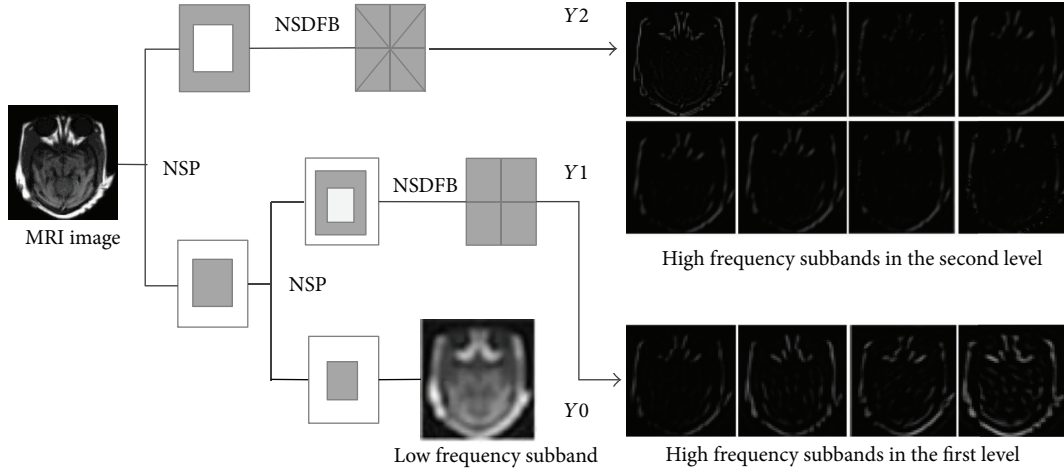 NSDFB
Y2
NSP
MRI image
NSDFB
Y1
High frequency subbands in the second level
NSP
Y0
Low frequency subband
High frequency subbands in the first level